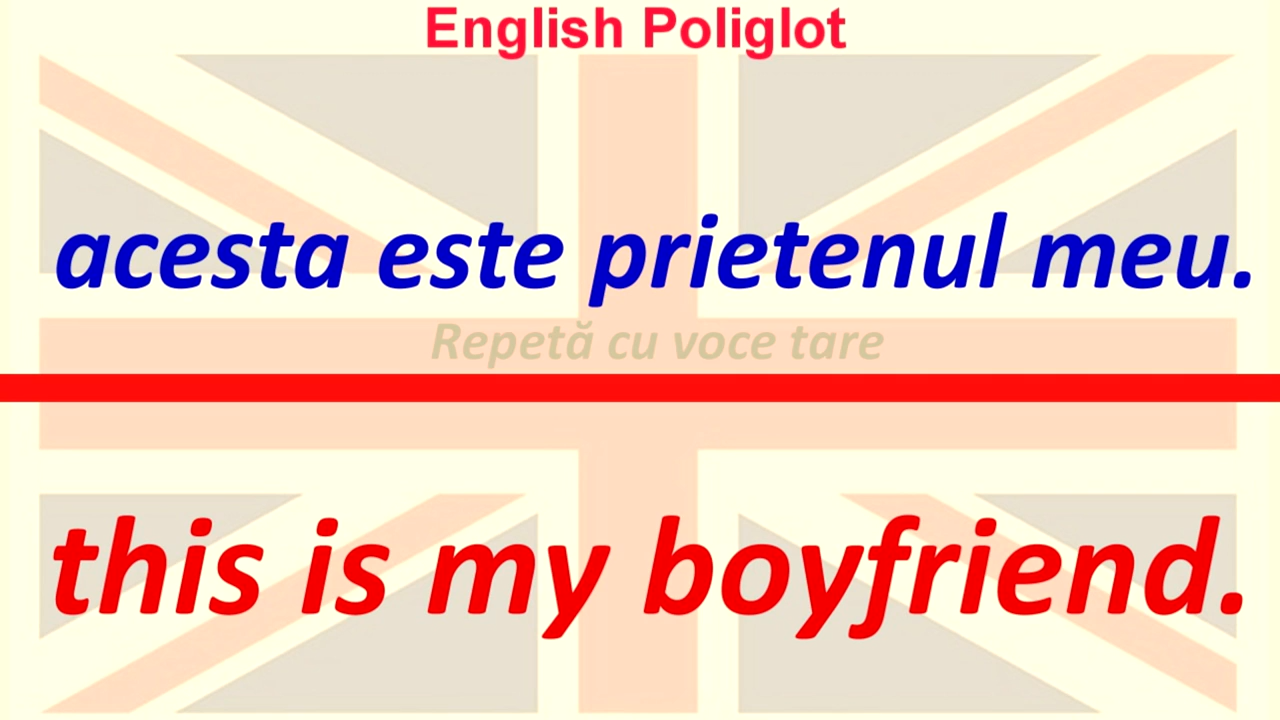 English Poliglot
acesta este prietenul meu.
Repetă cu voce tare
this is my boyfriend.